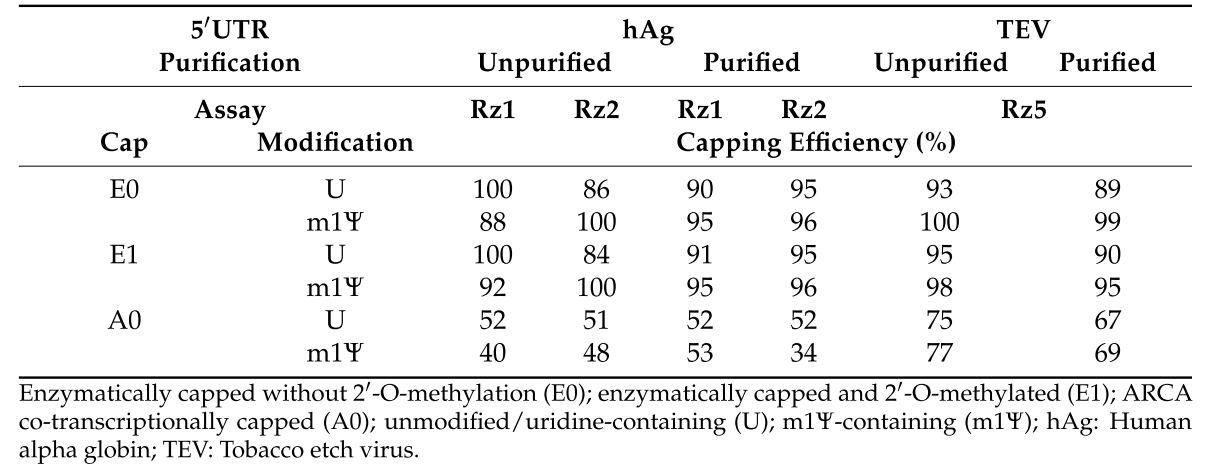 5′UTR hAg TEV
Purification Unpurified Purified Unpurified Purified
Assay Rz1 Rz2 Rz1 Rz2 Rz5
Cap Modification Capping Efficiency (%)
E0 U 100 86 90 95 93 89
m1Ψ 88 100 95 96 100 99
E1 U 100 84 91 95 95 90
m1Ψ 92 100 95 96 98 95
A0 U 52 51 52 52 75 67
m1Ψ 40 48 53 34 77 69
Enzymatically capped without 2′-O-methylation (E0); enzymatically capped and 2′-O-methylated (E1); ARCA
co-transcriptionally capped (A0); unmodified/uridine-containing (U); m1Ψ-containing (m1Ψ); hAg: Human
alpha globin; TEV: Tobacco etch virus.